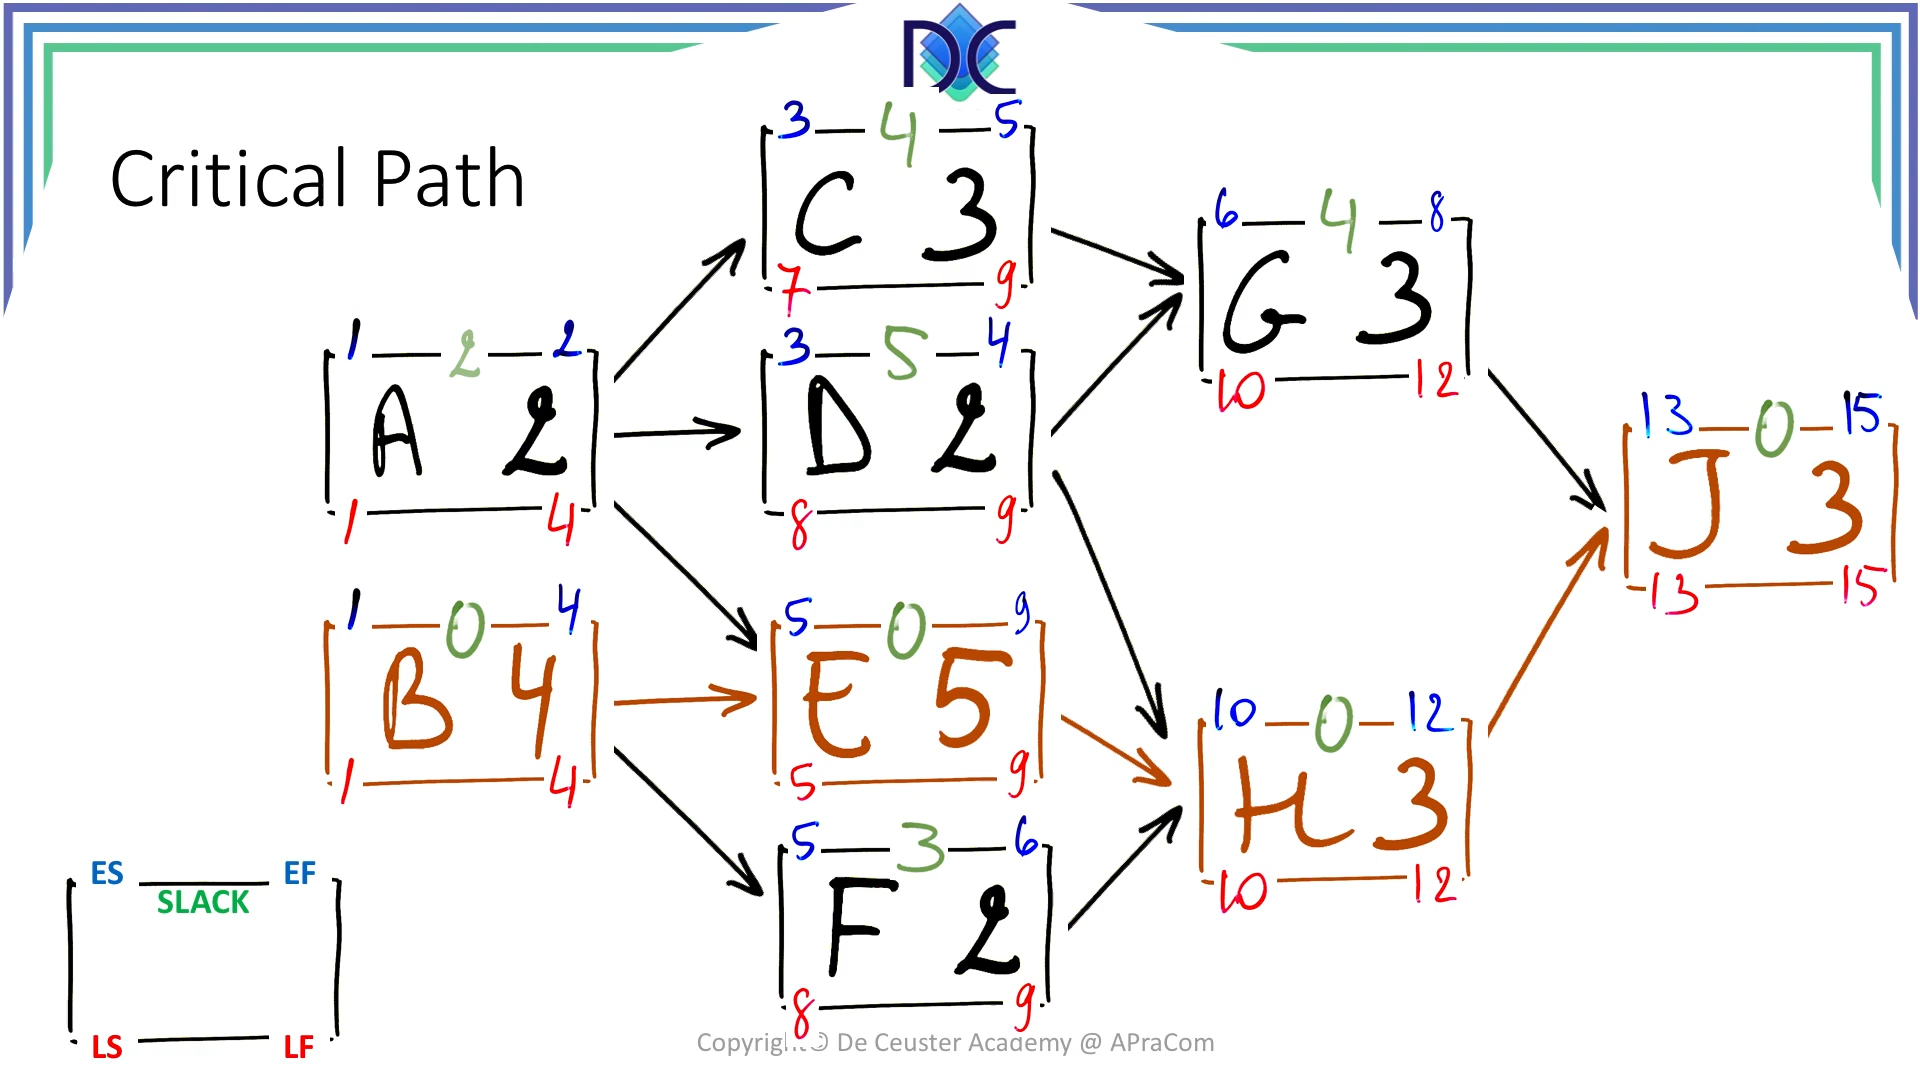 DC
Critical Path
3 4 5
C 3
7 9
6 4 8
G 3
10 12
1 2 2
A 2
1 4
3 5 4
D 2
8 9
13 0 15
J 3
13 15
1 0 4
B 4
1 4
5 0 9
E 5
5 9
10 0 12
H 3
10 12
5 3 6
F 2
8 9
ES EF
SLACK
LS LF
Copyright © De Ceuster Academy @ APraCom